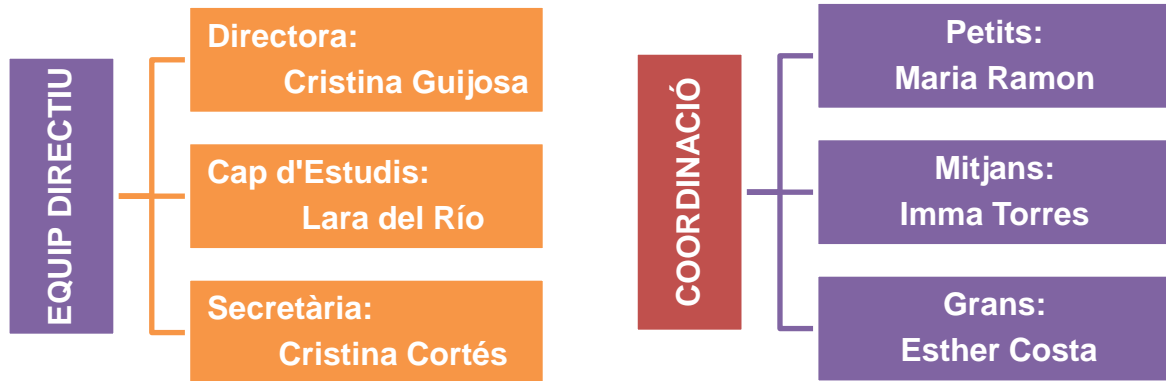 EQUIP DIRECTIU
Directora:
Cristina Guijosa
Cap d'Estudis:
Lara del Río
Secretària:
Cristina Cortés
COORDINACIÓ
Petits:
Maria Ramon
Mitjans:
Imma Torres
Grans:
Esther Costa